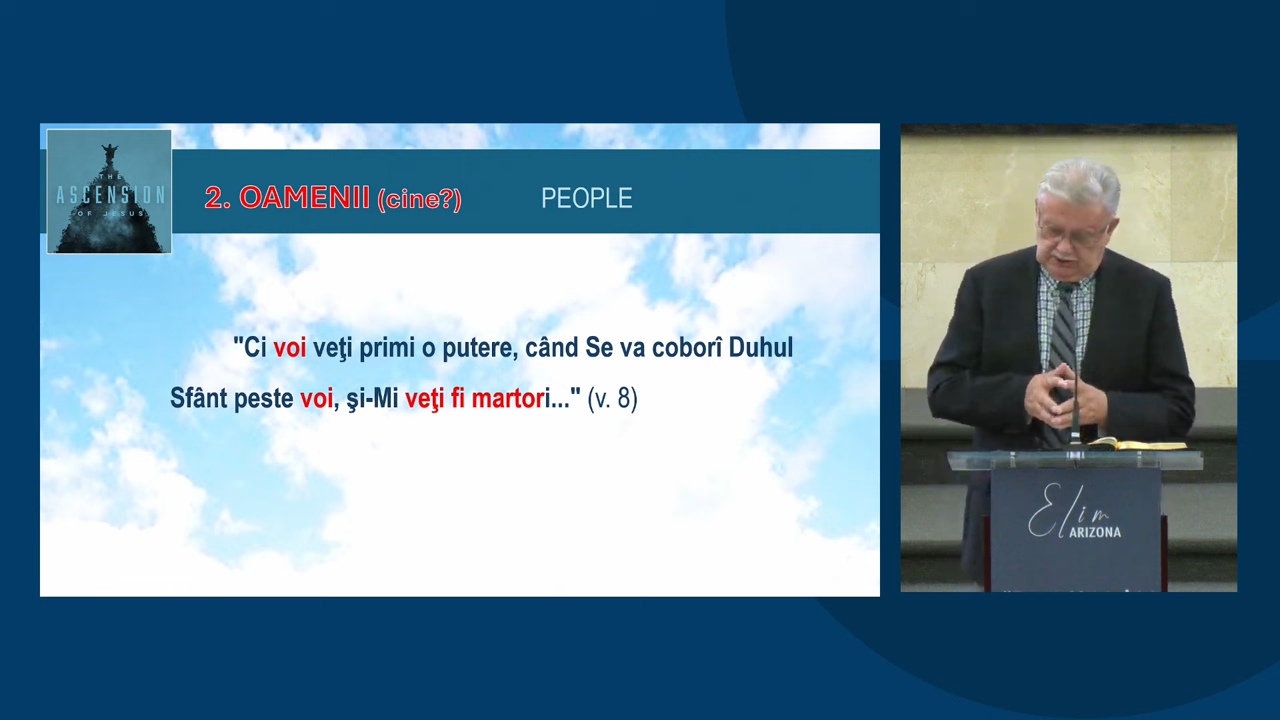 THE
ASCENSION
OF JESUS
2. OAMENII (cine?) PEOPLE
"Ci voi veţi primi o putere, când Se va coborî Duhul
Sfânt peste voi, şi-Mi veţi fi martori..." (v. 8)
Elim
ARIZONA